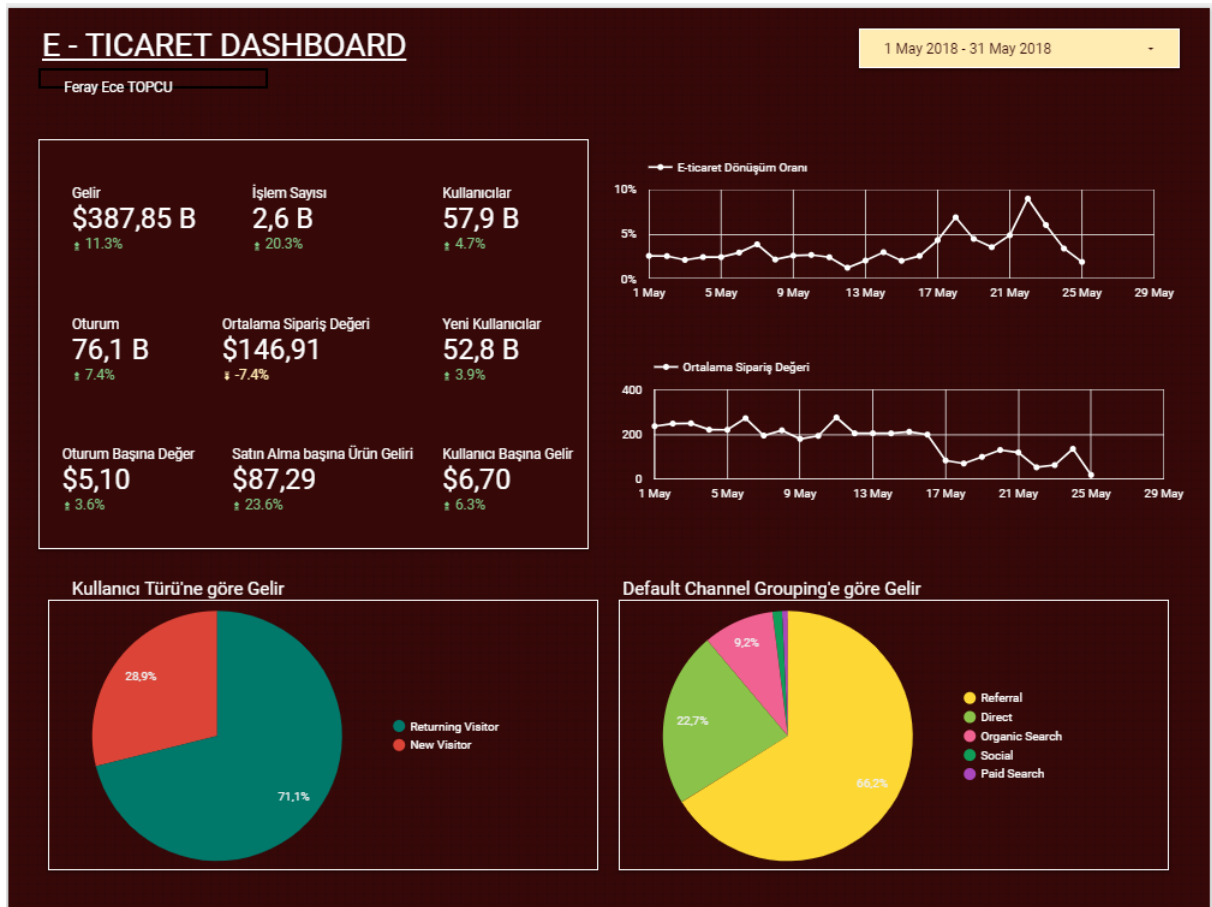 E - TICARET DASHBOARD
1 May 2018 - 31 May 2018
Feray Ece TOPCU
Gelir
$387,85 B
11.3%
İşlem Sayısı
2,6 B
20.3%
Kullanıcılar
57,9 B
4.7%
Oturum
76,1 B
7.4%
Ortalama Sipariş Değeri
$146,91
-7.4%
Yeni Kullanıcılar
52,8 B
3.9%
Oturum Başına Değer
$5,10
3.6%
Satın Alma başına Ürün Geliri
$87,29
23.6%
Kullanıcı Başına Gelir
$6,70
6.3%
E-ticaret Dönüşüm Oranı
10%
5%
0%
1 May 5 May 9 May 13 May 17 May 21 May 25 May 29 May
Ortalama Sipariş Değeri
400
200
0
1 May 5 May 9 May 13 May 17 May 21 May 25 May 29 May
Kullanıcı Türü'ne göre Gelir
28,9%
71,1%
Returning Visitor
New Visitor
Default Channel Grouping'e göre Gelir
9,2%
22,7%
66,2%
Referral
Direct
Organic Search
Social
Paid Search